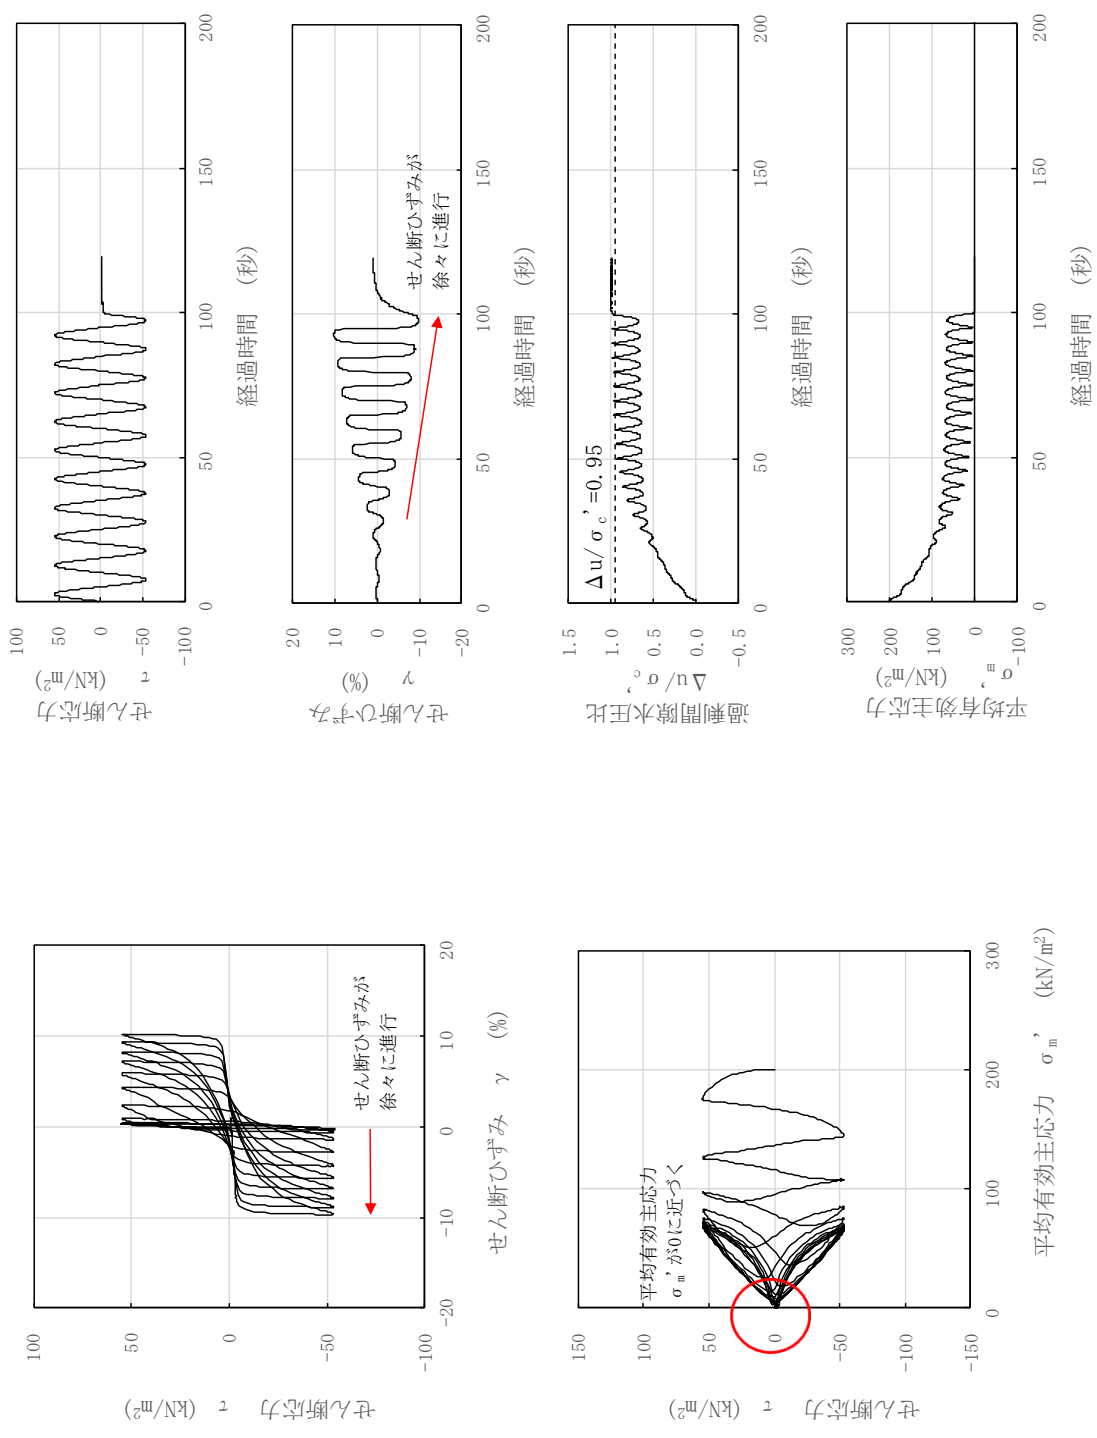 せん断応力 τ (kN/m²)
100
50
0
-50
-100
-20
-10
0
10
20
せん断ひずみ γ (%)
せん断ひずみが
徐々に進行
せん断応力 τ (kN/m²)
150
100
50
0
-50
-100
-150
0
100
200
300
平均有効主応力 σm' (kN/m²)
平均有効主応力
σm'が0に近づく
せん断応力
τ (kN/m²)
100
50
0
-50
-100
0
50
100
150
200
経過時間 (秒)
せん断ひずみ
γ (%)
20
10
0
-10
-20
0
50
100
150
200
経過時間 (秒)
せん断ひずみが
徐々に進行
過剰間隙水圧比
Δu/σc'
1.5
1.0
0.5
0.0
-0.5
Δu/σc'=0.95
0
50
100
150
200
経過時間 (秒)
平均有効主応力
σm' (kN/m²)
300
200
100
0
-100
0
50
100
150
200
経過時間 (秒)